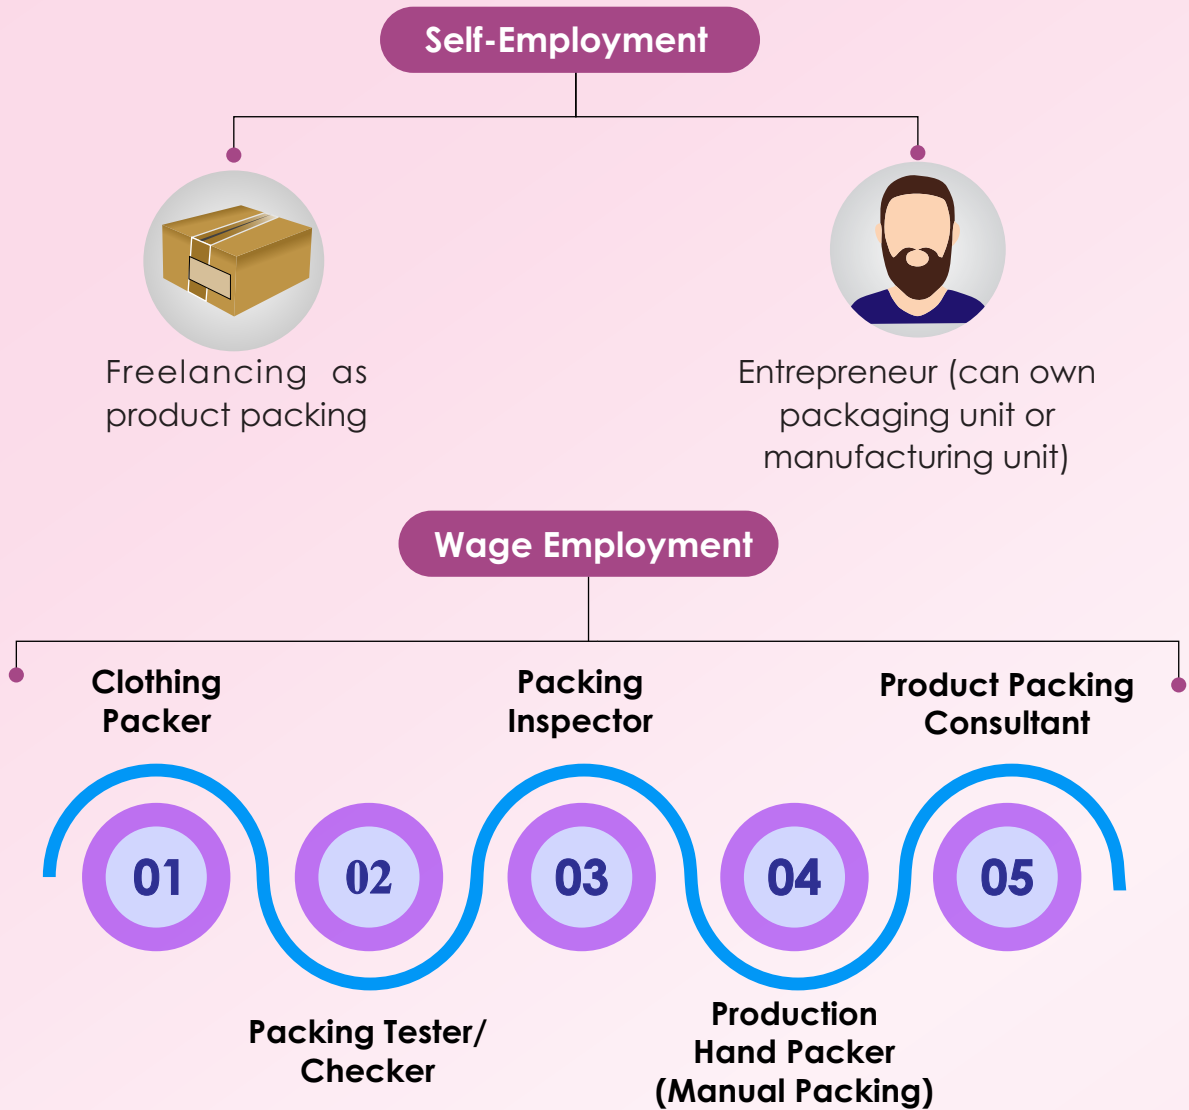 Self-Employment
Freelancing as
product packing
Entrepreneur (can own
packaging unit or
manufacturing unit)
Wage Employment
Clothing
Packer
Packing
Inspector
Product Packing
Consultant
01
02
03
04
05
Packing Tester/
Checker
Production
Hand Packer
(Manual Packing)